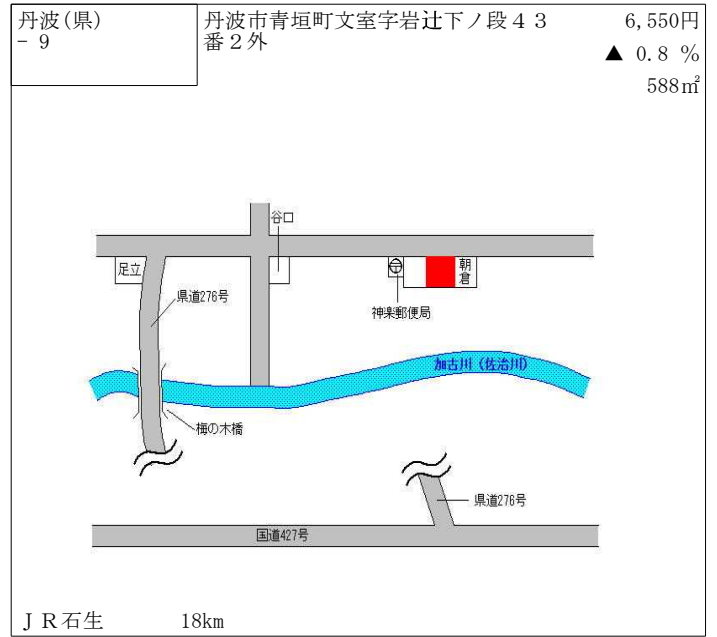 丹波(県)
- 9
丹波市青垣町文室字岩辻下ノ段４３
番２外
6,550円
▲ 0.8 %
588㎡
谷口
足立
朝倉
県道276号
神楽郵便局
加古川（佐治川）
梅の木橋
県道276号
国道427号
ＪＲ石生 18km